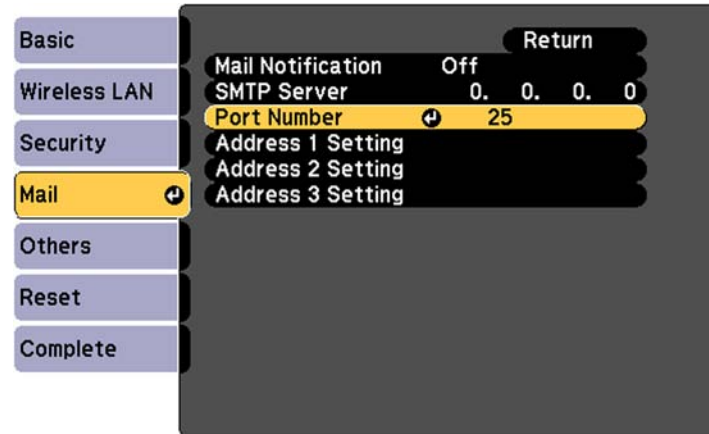 Basic
Wireless LAN
Security
Mail
Others
Reset
Complete
Return
Mail Notification Off
SMTP Server 0. 0. 0. 0
Port Number 25
Address 1 Setting
Address 2 Setting
Address 3 Setting